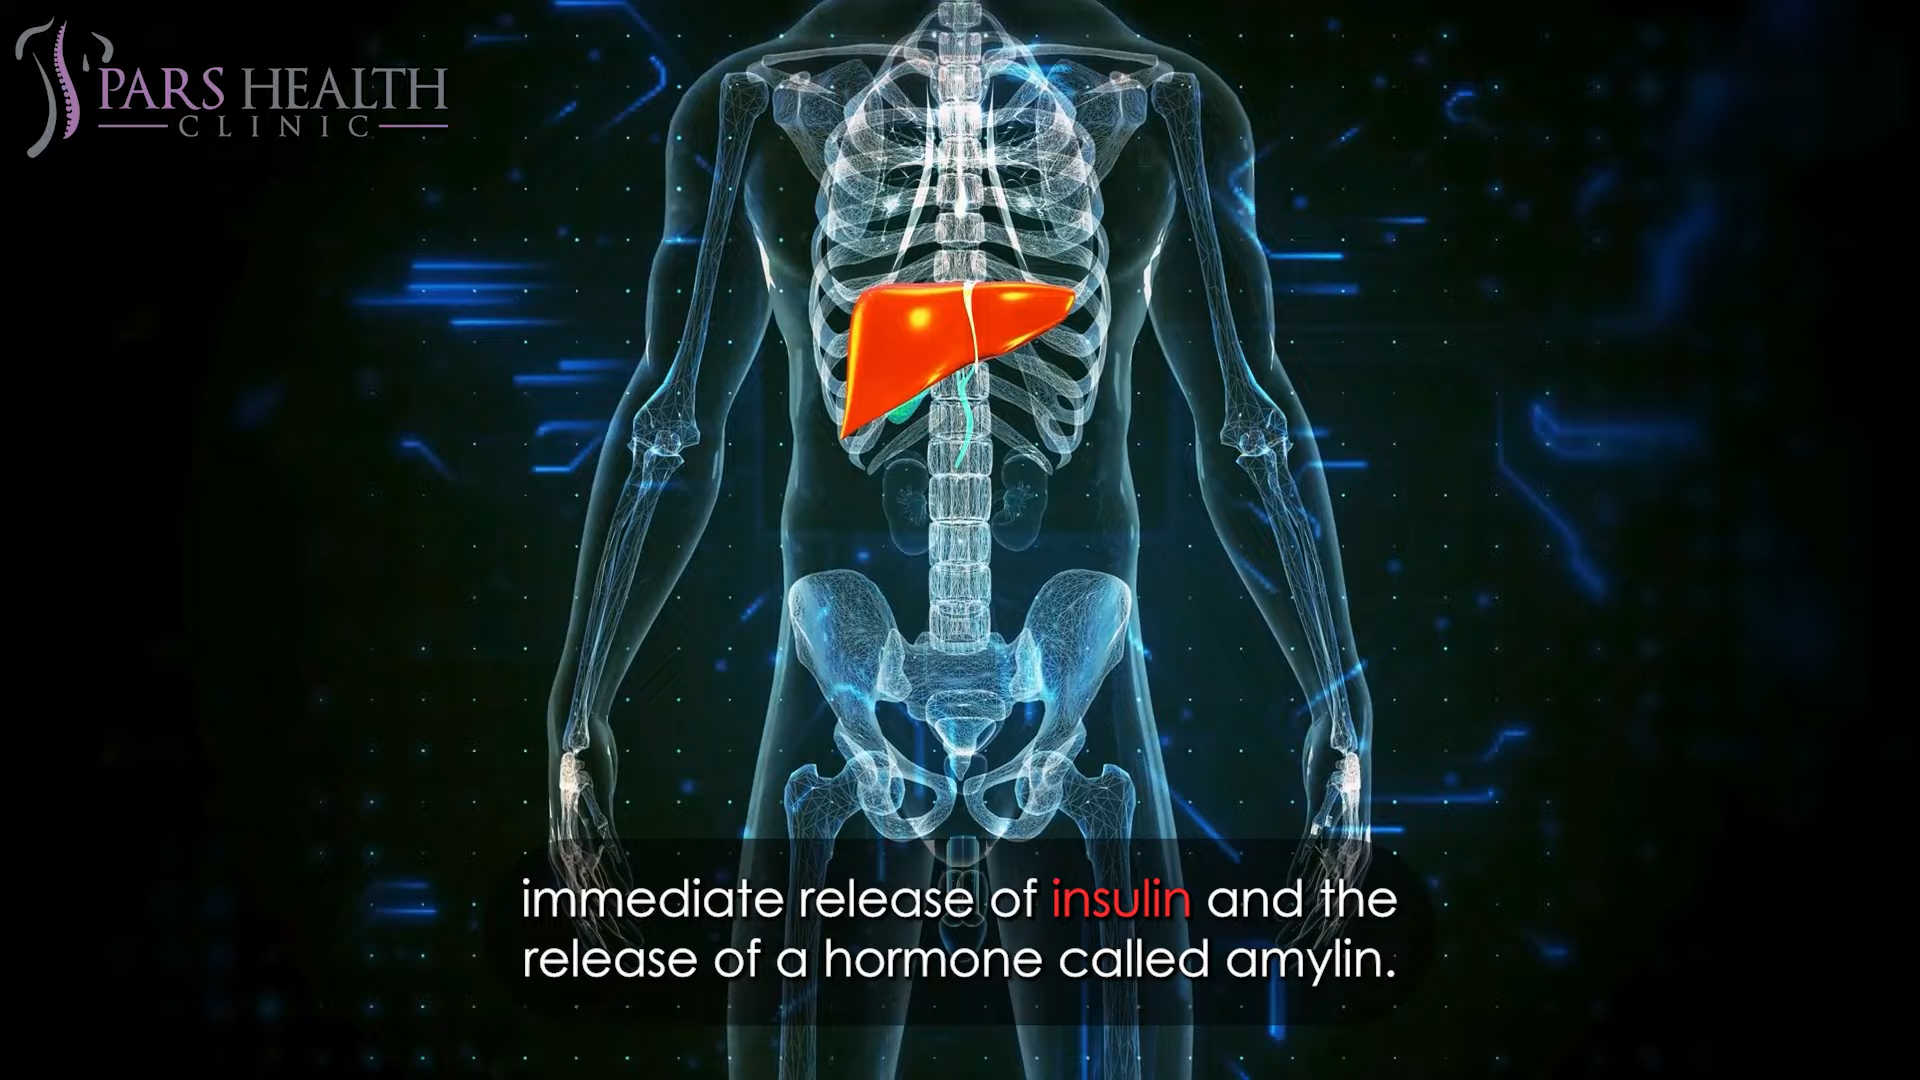 PARS HEALTH
CLINIC
immediate release of insulin and the
release of a hormone called amylin.